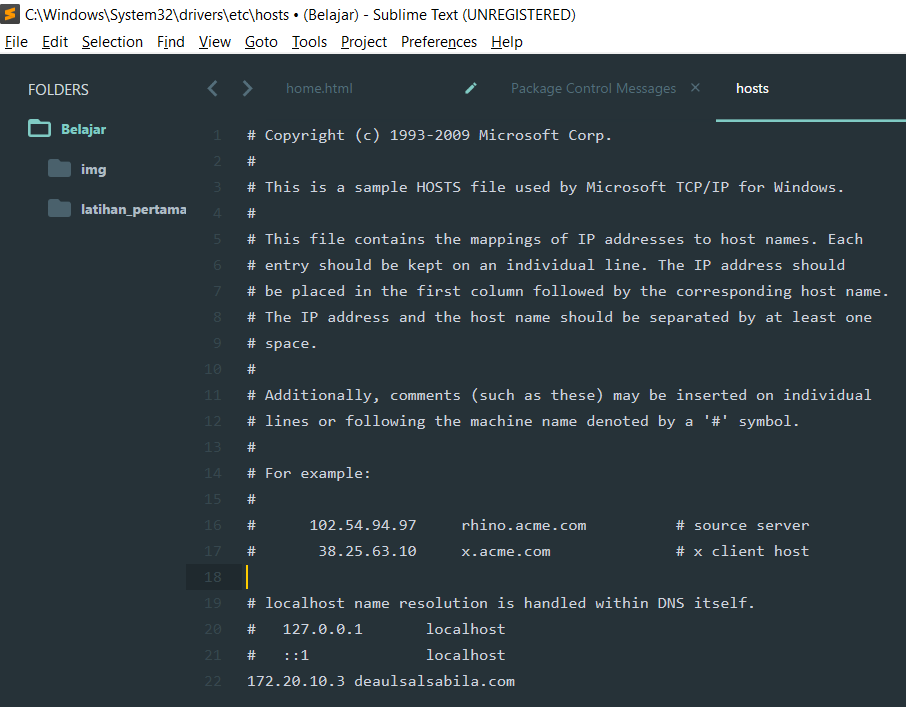 C:\Windows\System32\drivers\etc\hosts • (Belajar) - Sublime Text (UNREGISTERED)
File Edit Selection Find View Goto Tools Project Preferences Help
FOLDERS
Belajar
img
latihan_pertama
home.html Package Control Messages × hosts
1 # Copyright (c) 1993-2009 Microsoft Corp.
2 #
3 # This is a sample HOSTS file used by Microsoft TCP/IP for Windows.
4 #
5 # This file contains the mappings of IP addresses to host names. Each
6 # entry should be kept on an individual line. The IP address should
7 # be placed in the first column followed by the corresponding host name.
8 # The IP address and the host name should be separated by at least one
9 # space.
10 #
11 # Additionally, comments (such as these) may be inserted on individual
12 # lines or following the machine name denoted by a '#' symbol.
13 #
14 # For example:
15 #
16 #      102.54.94.97     rhino.acme.com          # source server
17 #       38.25.63.10     x.acme.com              # x client host
18
19 # localhost name resolution is handled within DNS itself.
20 #   127.0.0.1       localhost
21 #   ::1             localhost
22 172.20.10.3 deaulsalsabila.com